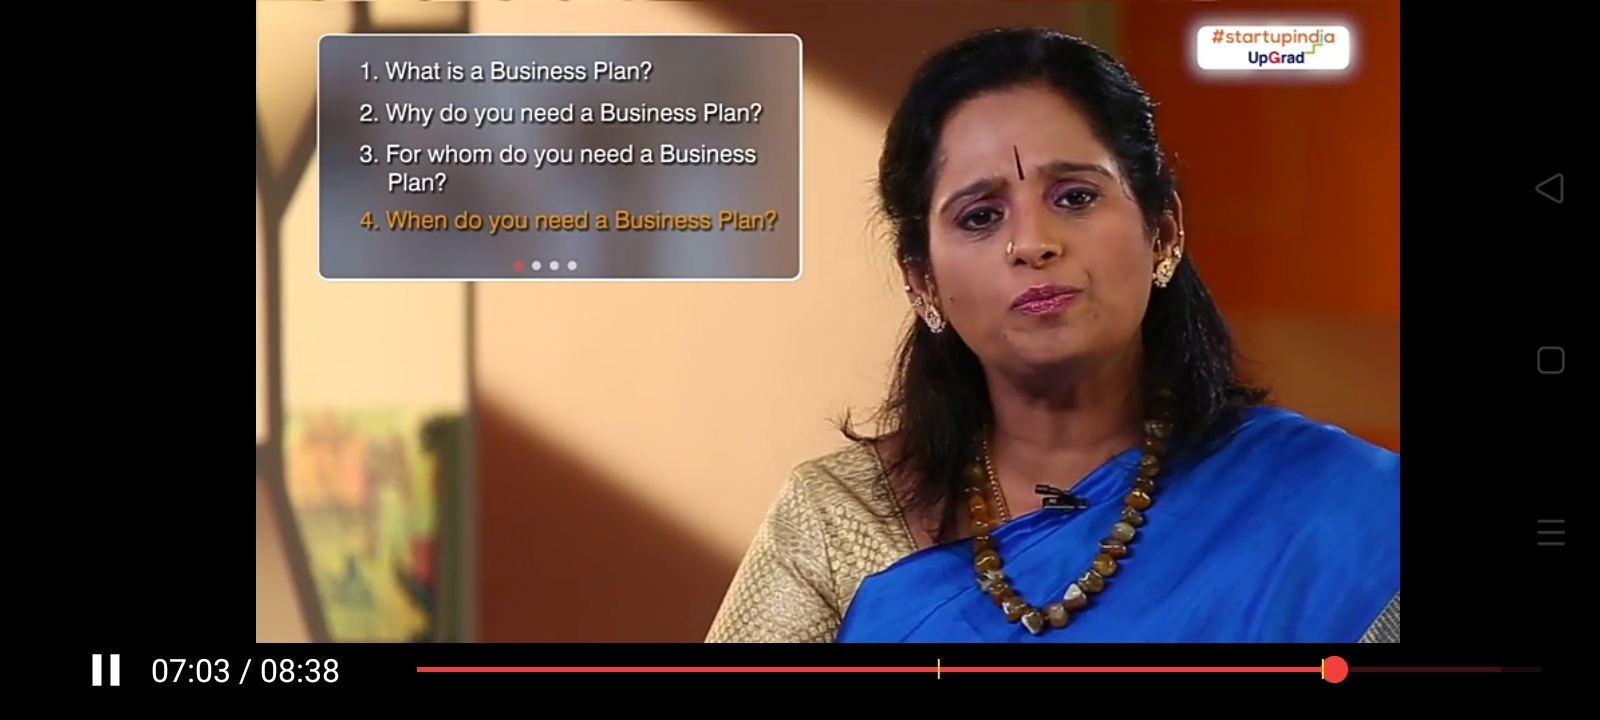 1. What is a Business Plan?
2. Why do you need a Business Plan?
3. For whom do you need a Business
Plan?
4. When do you need a Business Plan?
#startupindia
UpGrad
07:03 / 08:38